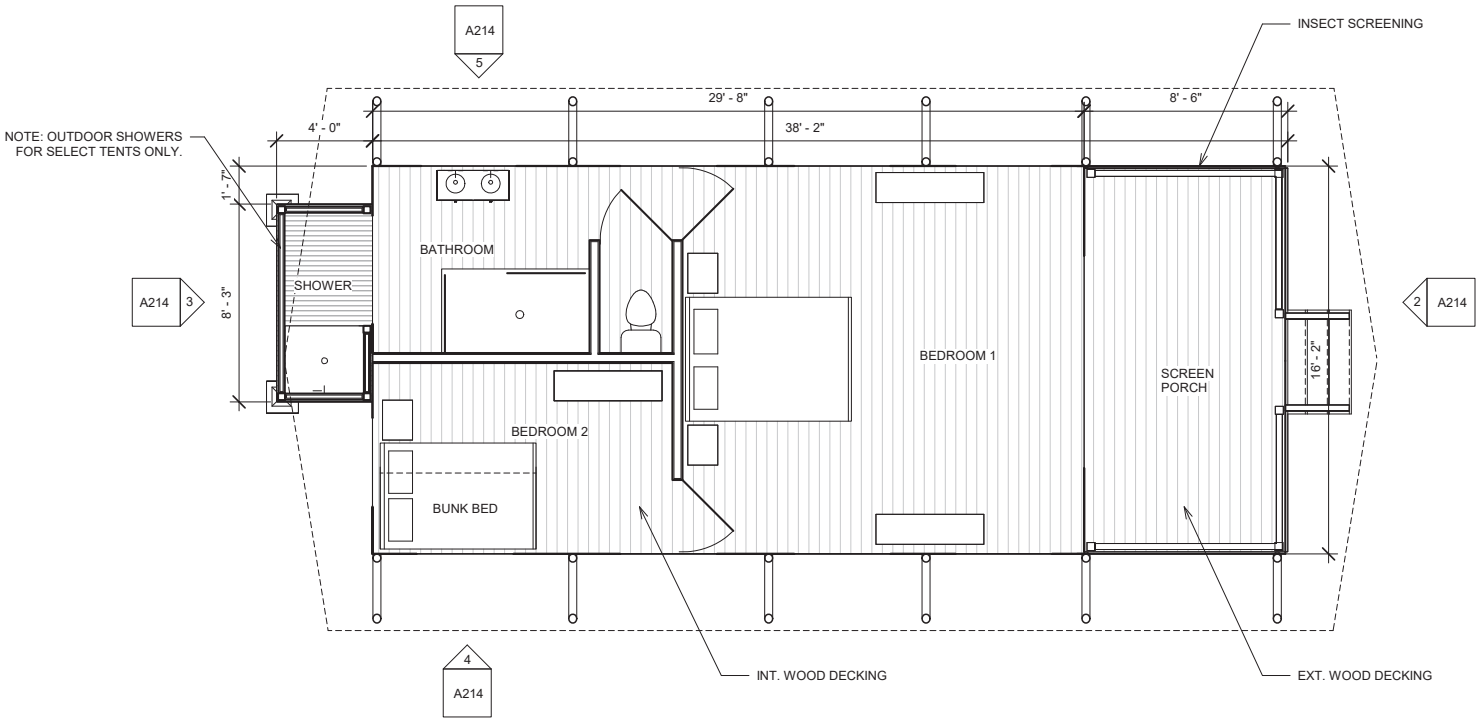 A214
5
INSECT SCREENING
29' - 8"
8' - 6"
4' - 0"
38' - 2"
NOTE: OUTDOOR SHOWERS
FOR SELECT TENTS ONLY.
1' - 7"
BATHROOM
SHOWER
A214
3
8' - 3"
2
A214
BEDROOM 1
16' - 2"
SCREEN
PORCH
BEDROOM 2
BUNK BED
4
A214
INT. WOOD DECKING
EXT. WOOD DECKING